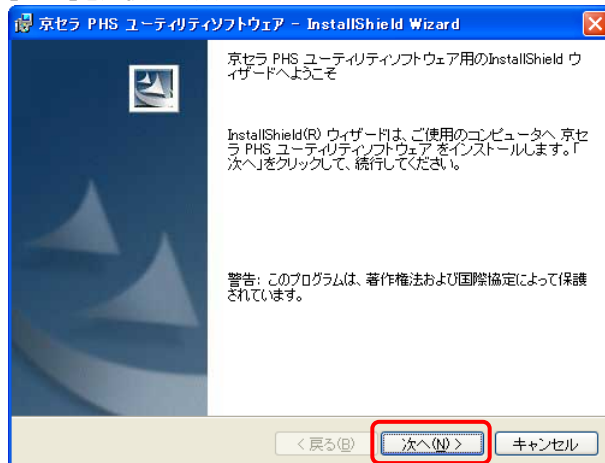 京セラ PHS ユーティリティソフトウェア - InstallShield Wizard
京セラ PHS ユーティリティソフトウェア用のInstallShield ウ
ィザードへようこそ
InstallShield(R) ウィザードは、ご使用のコンピュータへ 京セ
ラ PHS ユーティリティソフトウェア をインストールします。「
次へ」をクリックして、続行してください。
警告: このプログラムは、著作権法および国際協定によって保護
されています。
< 戻る(B)
次へ(N) >
キャンセル